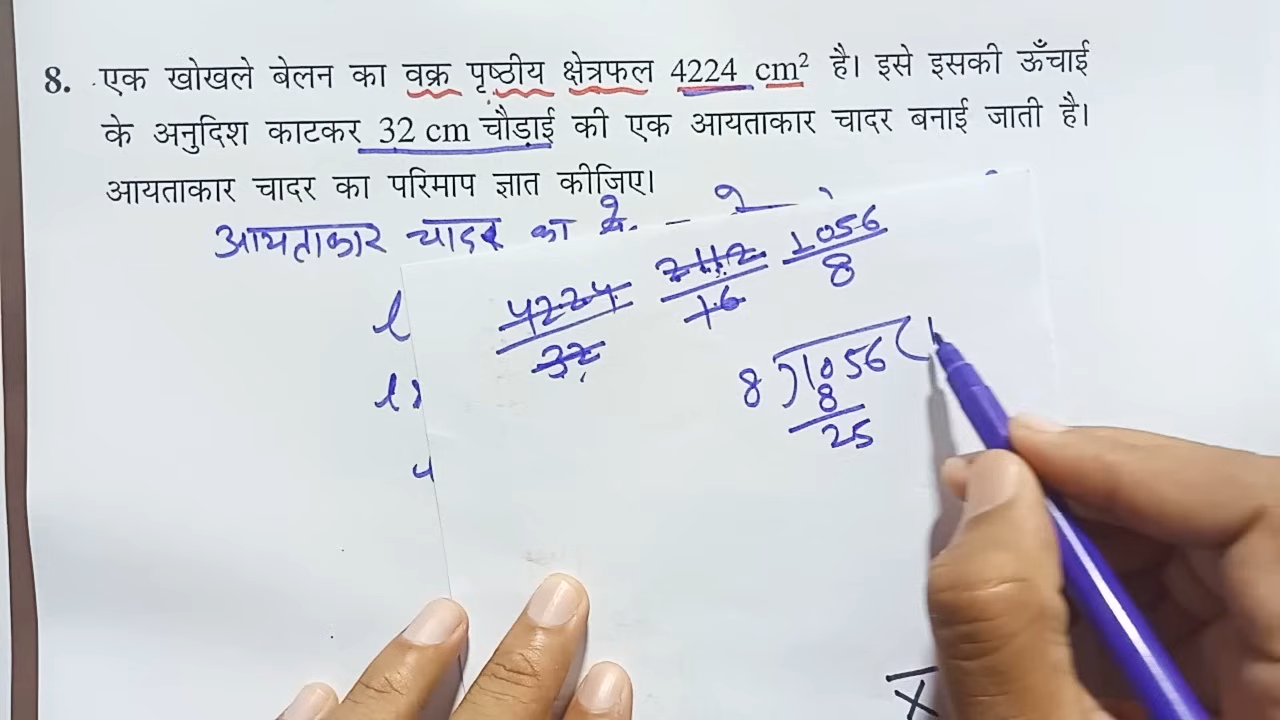 8. एक खोखले बेलन का वक्र पृष्ठीय क्षेत्रफल 4224 cm² है। इसे इसकी ऊँचाई
के अनुदिश काटकर 32 cm चौड़ाई की एक आयताकार चादर बनाई जाती है।
आयताकार चादर का परिमाप ज्ञात कीजिए।
आयताकार चादर का
4224/32 2112/16 1056/8
l
8)1056(1
8
25
l×
x